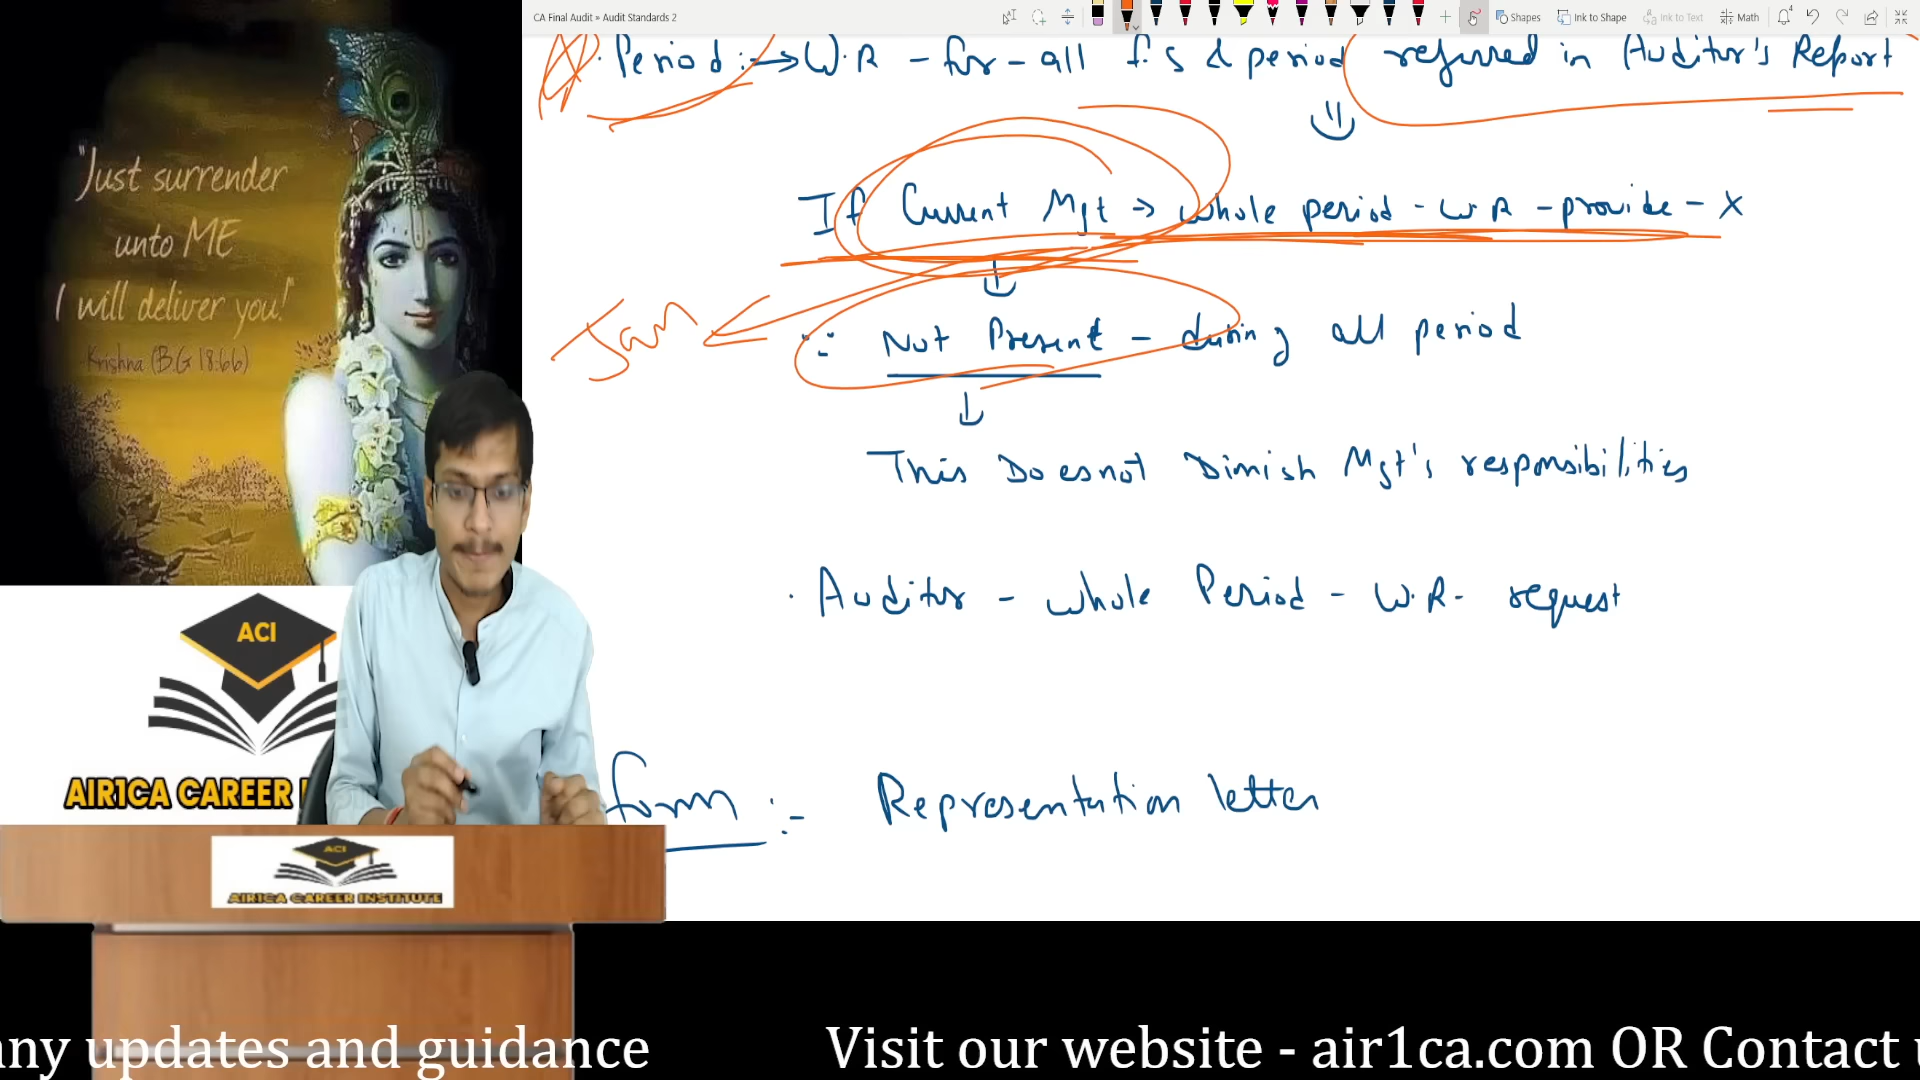 CA Final Audit » Audit Standards 2
Shapes
Ink to Shape
Ink to Text
Math
Period :→ W.R - for - all f.s & period referred in Auditor's Report
If Current Mgt → whole period - W R - provide - X
Jan
∵ Not Present - during all period
This Doesnot Dimish Mgt's responsibilities
· Auditor - whole Period - W.R. request
form :- Representation letter
"Just surrender
unto ME
I will deliver you!"
-Krishna (B.G 18:66)
ACI
AIR1CA CAREER I
ACI
AIR1CA CAREER INSTITUTE
any updates and guidance
Visit our website - air1ca.com OR Contact u